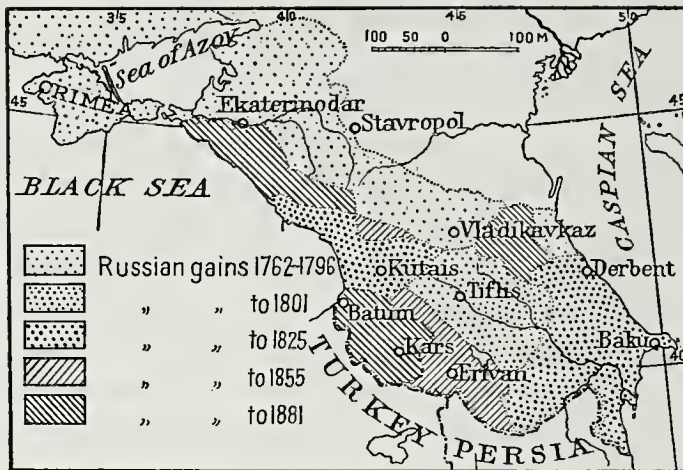 35
40
45
50
100 50 0 50 100 M
Sea of Azov
CRIMEA
45
45
Ekaterinodar
Stavropol
BLACK SEA
CASPIAN SEA
Vladikavkaz
Russian gains 1762-1796
„ „ to 1801
„ „ to 1825
„ „ to 1855
„ „ to 1881
Kutais
Derbent
Tiflis
Batum
Baku
Kars
40
Erivan
TURKEY
PERSIA